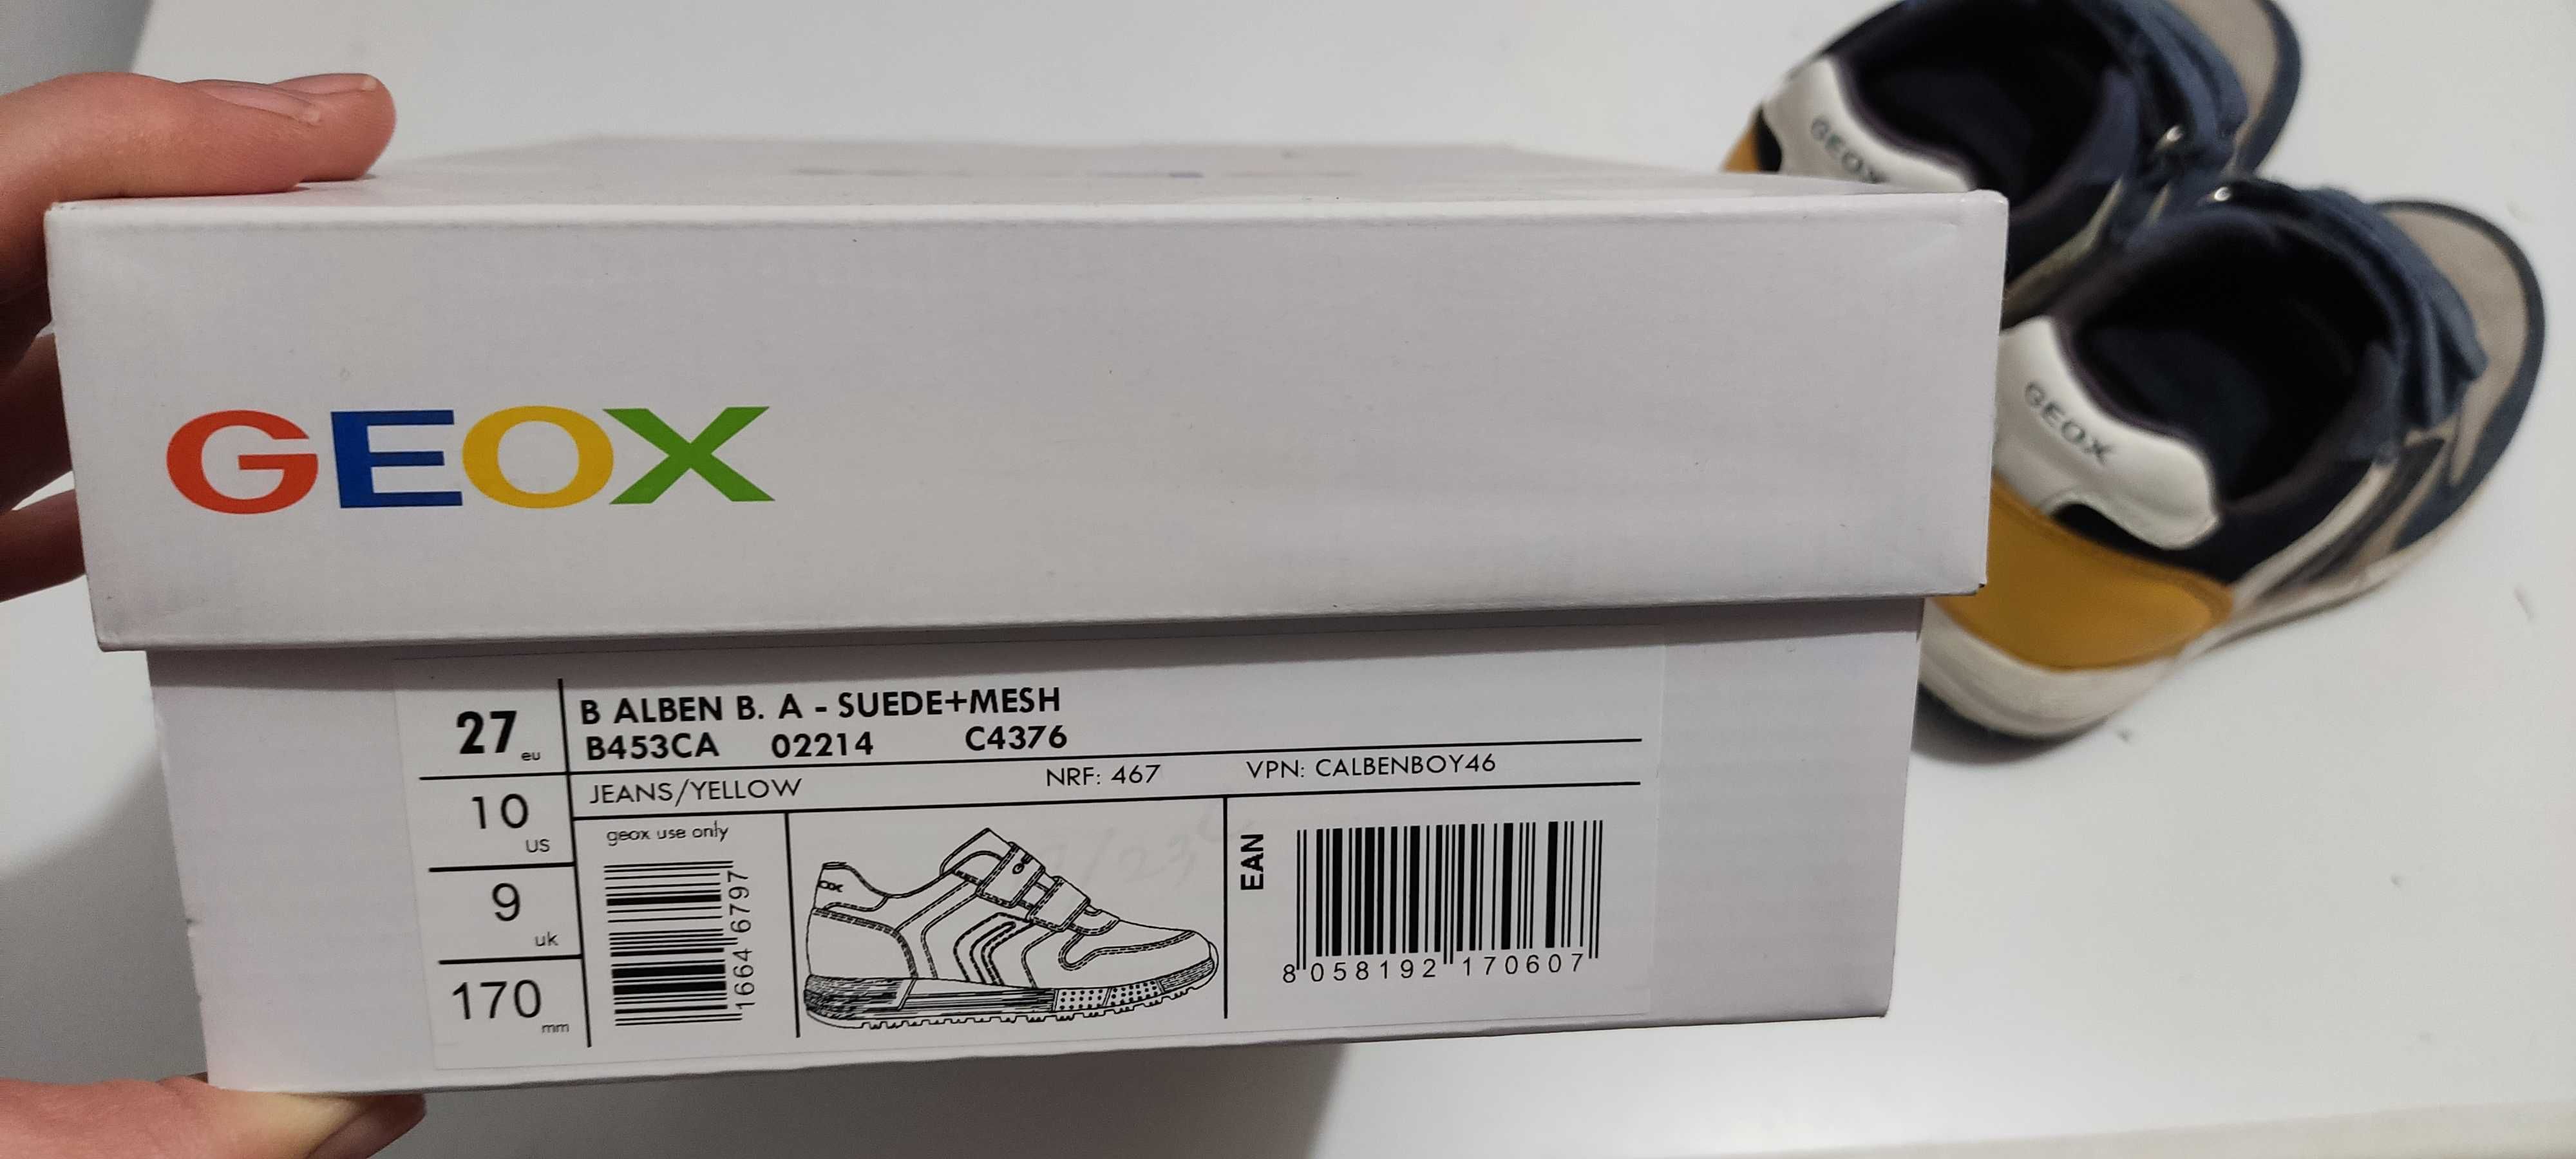 GEOX
GEOX
GEOX
27 eu
B ALBEN B. A - SUEDE+MESH
B453CA 02214 C4376
JEANS/YELLOW NRF: 467 VPN: CALBENBOY46
10 US
9 uk
170 mm
geox use only
1664 6797
OX
EAN
8 058192 170607